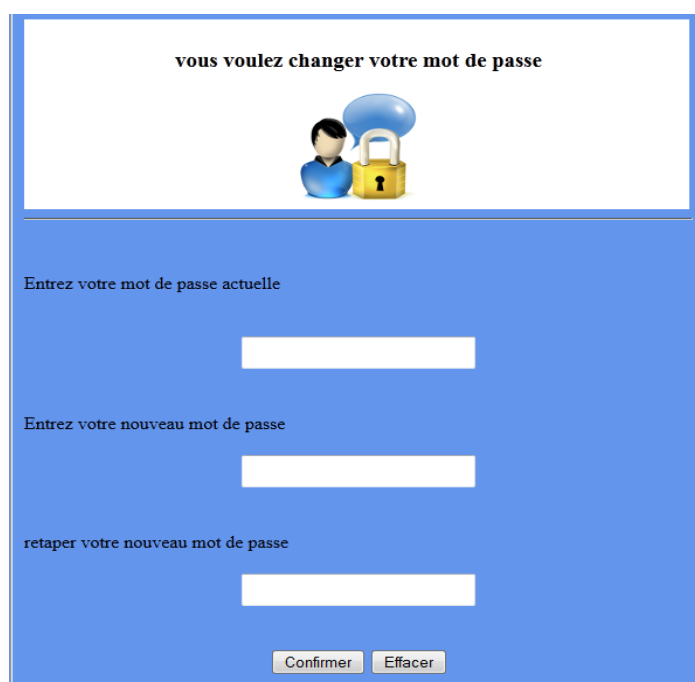 vous voulez changer votre mot de passe
Entrez votre mot de passe actuelle
Entrez votre nouveau mot de passe
retaper votre nouveau mot de passe
Confirmer Effacer